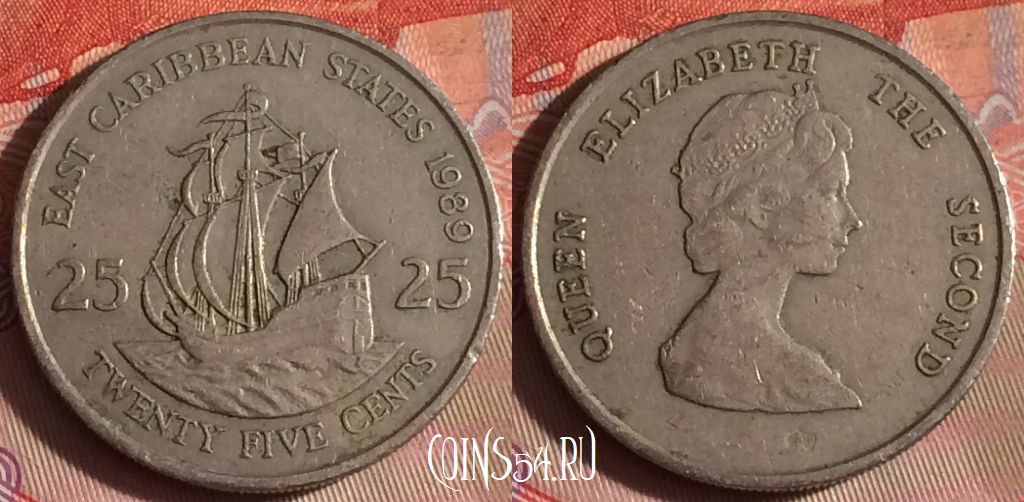 EAST CARIBBEAN STATES 1989
25 25
TWENTY FIVE CENTS
QUEEN ELIZABETH THE SECOND
COINS54.RU